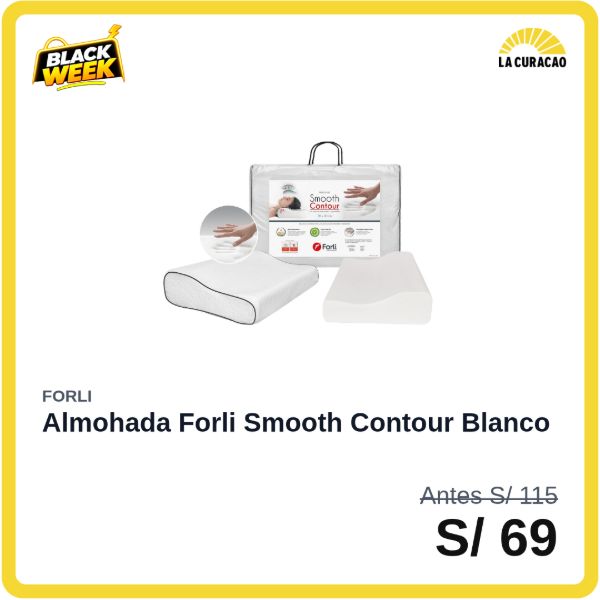 BLACK
WEEK
LA CURACAO
Smooth
Contour
Forli
FORLI
Almohada Forli Smooth Contour Blanco
Antes S/ 115
S/ 69